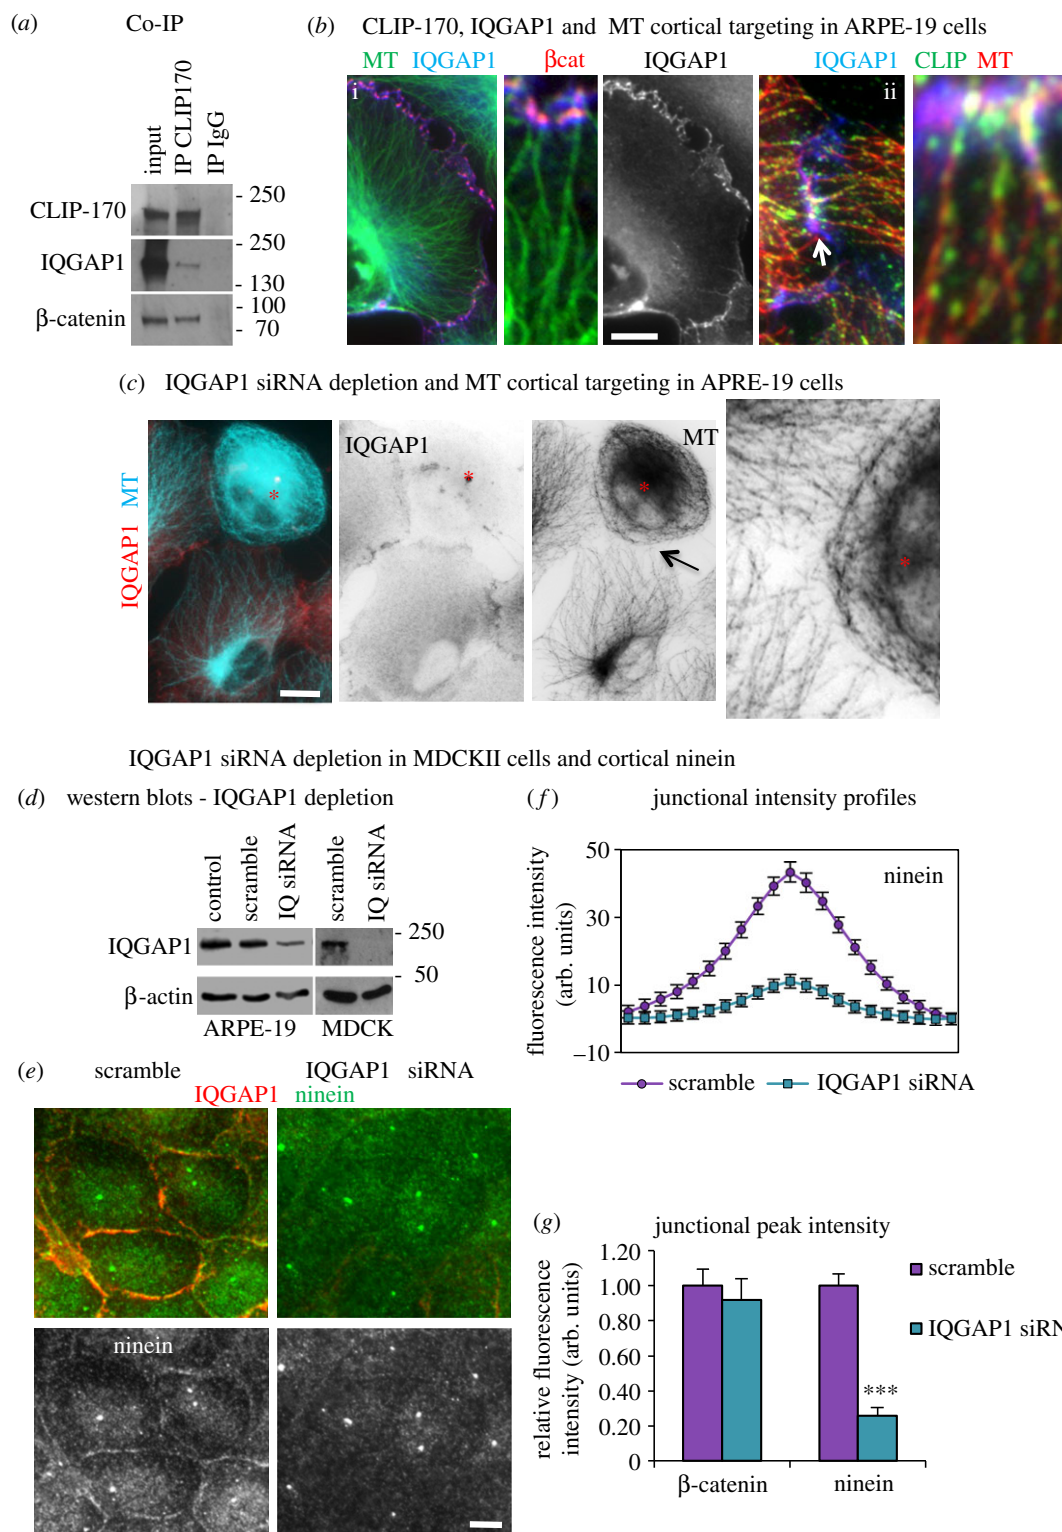 (a) Co-IP
input
IP CLIP170
IP IgG
CLIP-170
IQGAP1
β-catenin
- 250
250
-
-
130
- 100
- 70
(b) CLIP-170, IQGAP1 and MT cortical targeting in ARPE-19 cells
MT IQGAP1 βcat IQGAP1 IQGAP1 CLIP MT
i
ii
(c) IQGAP1 siRNA depletion and MT cortical targeting in APRE-19 cells
IQGAP1 MT
*
IQGAP1
*
MT
*
*
IQGAP1 siRNA depletion in MDCKII cells and cortical ninein
(d) western blots - IQGAP1 depletion
control
scramble
IQ siRNA
scramble
IQ siRNA
IQGAP1
β-actin
- 250
50
-
ARPE-19 MDCK
(e) scramble IQGAP1 siRNA
IQGAP1 ninein
ninein
(f) junctional intensity profiles
fluorescence intensity
(arb. units)
50
30
10
–10
ninein
scramble IQGAP1 siRNA
(g) junctional peak intensity
relative fluorescence
intensity (arb. units)
1.20
1.00
0.80
0.60
0.40
0.20
0
***
β-catenin ninein
scramble
IQGAP1 siRN